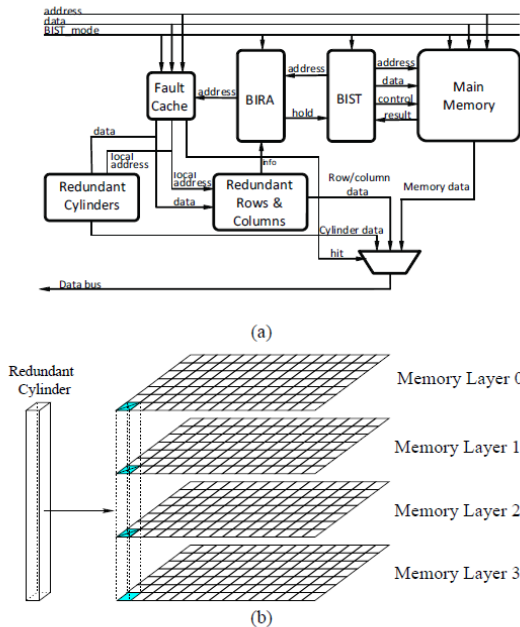 address
data
BIST_mode
Fault
Cache
address
BIRA
address
hold
BIST
address
data
control
result
Main
Memory
data
local
address
local
address
data
info
Redundant
Cylinders
Redundant
Rows &
Columns
Row/column
data
Memory data
Cylinder data
hit
Data bus
(a)
Redundant
Cylinder
Memory Layer 0
Memory Layer 1
Memory Layer 2
Memory Layer 3
(b)